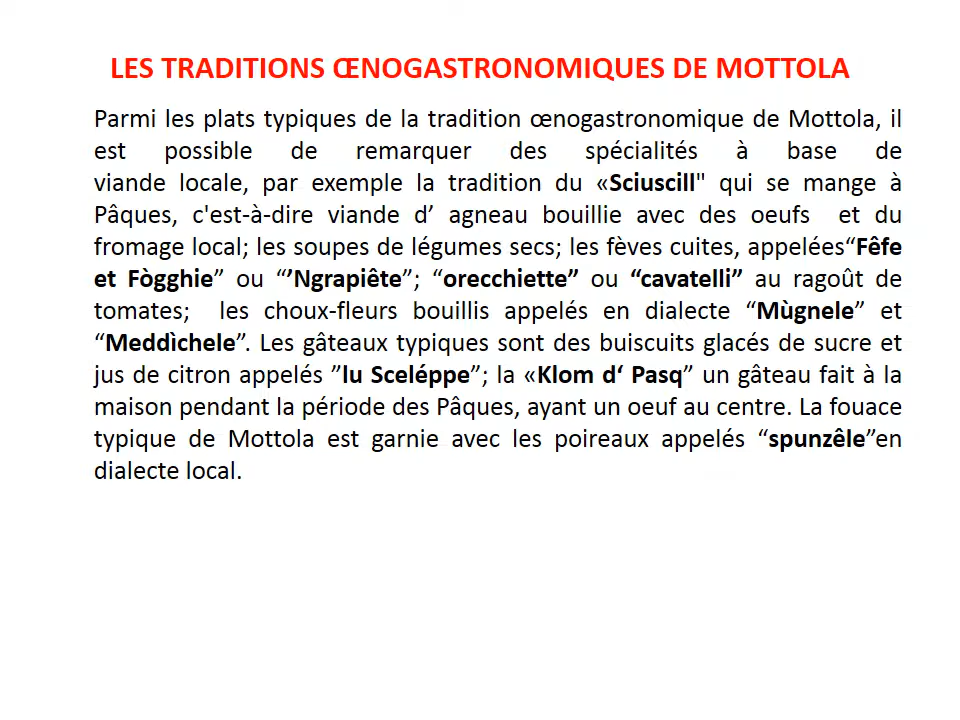 LES TRADITIONS ŒNOGASTRONOMIQUES DE MOTTOLA
Parmi les plats typiques de la tradition œnogastronomique de Mottola, il
est possible de remarquer des spécialités à base de
viande locale, par exemple la tradition du «Sciuscill" qui se mange à
Pâques, c'est-à-dire viande d’ agneau bouillie avec des oeufs  et du
fromage local; les soupes de légumes secs; les fèves cuites, appelées“Fêfe
et Fògghie” ou “’Ngrapiête”; “orecchiette” ou “cavatelli” au ragoût de
tomates;  les choux-fleurs bouillis appelés en dialecte “Mùgnele” et
“Meddìchele”. Les gâteaux typiques sont des buiscuits glacés de sucre et
jus de citron appelés ”lu Sceléppe”; la «Klom d‘ Pasq” un gâteau fait à la
maison pendant la période des Pâques, ayant un oeuf au centre. La fouace
typique de Mottola est garnie avec les poireaux appelés “spunzêle”en
dialecte local.